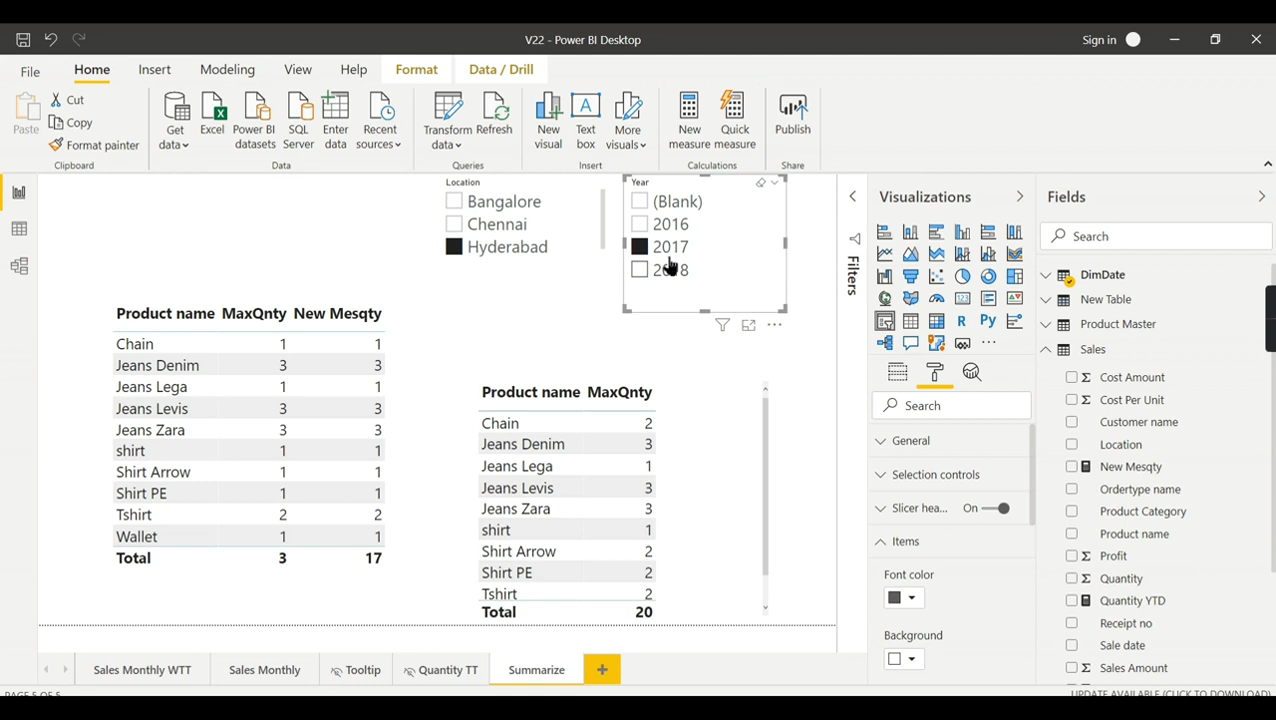 V22 - Power BI Desktop
Sign in
File
Home
Insert
Modeling
View
Help
Format
Data / Drill
Paste
Cut
Copy
Format painter
Clipboard
Get data
Excel
Power BI datasets
SQL Server
Enter data
Recent sources
Data
Transform data
Refresh
Queries
New visual
Text box
More visuals
Insert
New measure
Quick measure
Calculations
Publish
Share
Location
Bangalore
Chennai
Hyderabad
Year
(Blank)
2016
2017
2018
Product name MaxQnty New Mesqty
Chain 1 1
Jeans Denim 3 3
Jeans Lega 1 1
Jeans Levis 3 3
Jeans Zara 3 3
shirt 1 1
Shirt Arrow 1 1
Shirt PE 1 1
Tshirt 2 2
Wallet 1 1
Total 3 17
Product name MaxQnty
Chain 2
Jeans Denim 3
Jeans Lega 1
Jeans Levis 3
Jeans Zara 3
shirt 1
Shirt Arrow 2
Shirt PE 2
Tshirt 2
Total 20
Filters
Visualizations
R
Py
Search
General
Selection controls
Slicer hea... On
Items
Font color
Background
Fields
Search
DimDate
New Table
Product Master
Sales
Cost Amount
Cost Per Unit
Customer name
Location
New Mesqty
Ordertype name
Product Category
Product name
Profit
Quantity
Quantity YTD
Receipt no
Sale date
Sales Amount
Sales Monthly WTT
Sales Monthly
Tooltip
Quantity TT
Summarize
PAGE 5 OF 5
UPDATE AVAILABLE (CLICK TO DOWNLOAD)